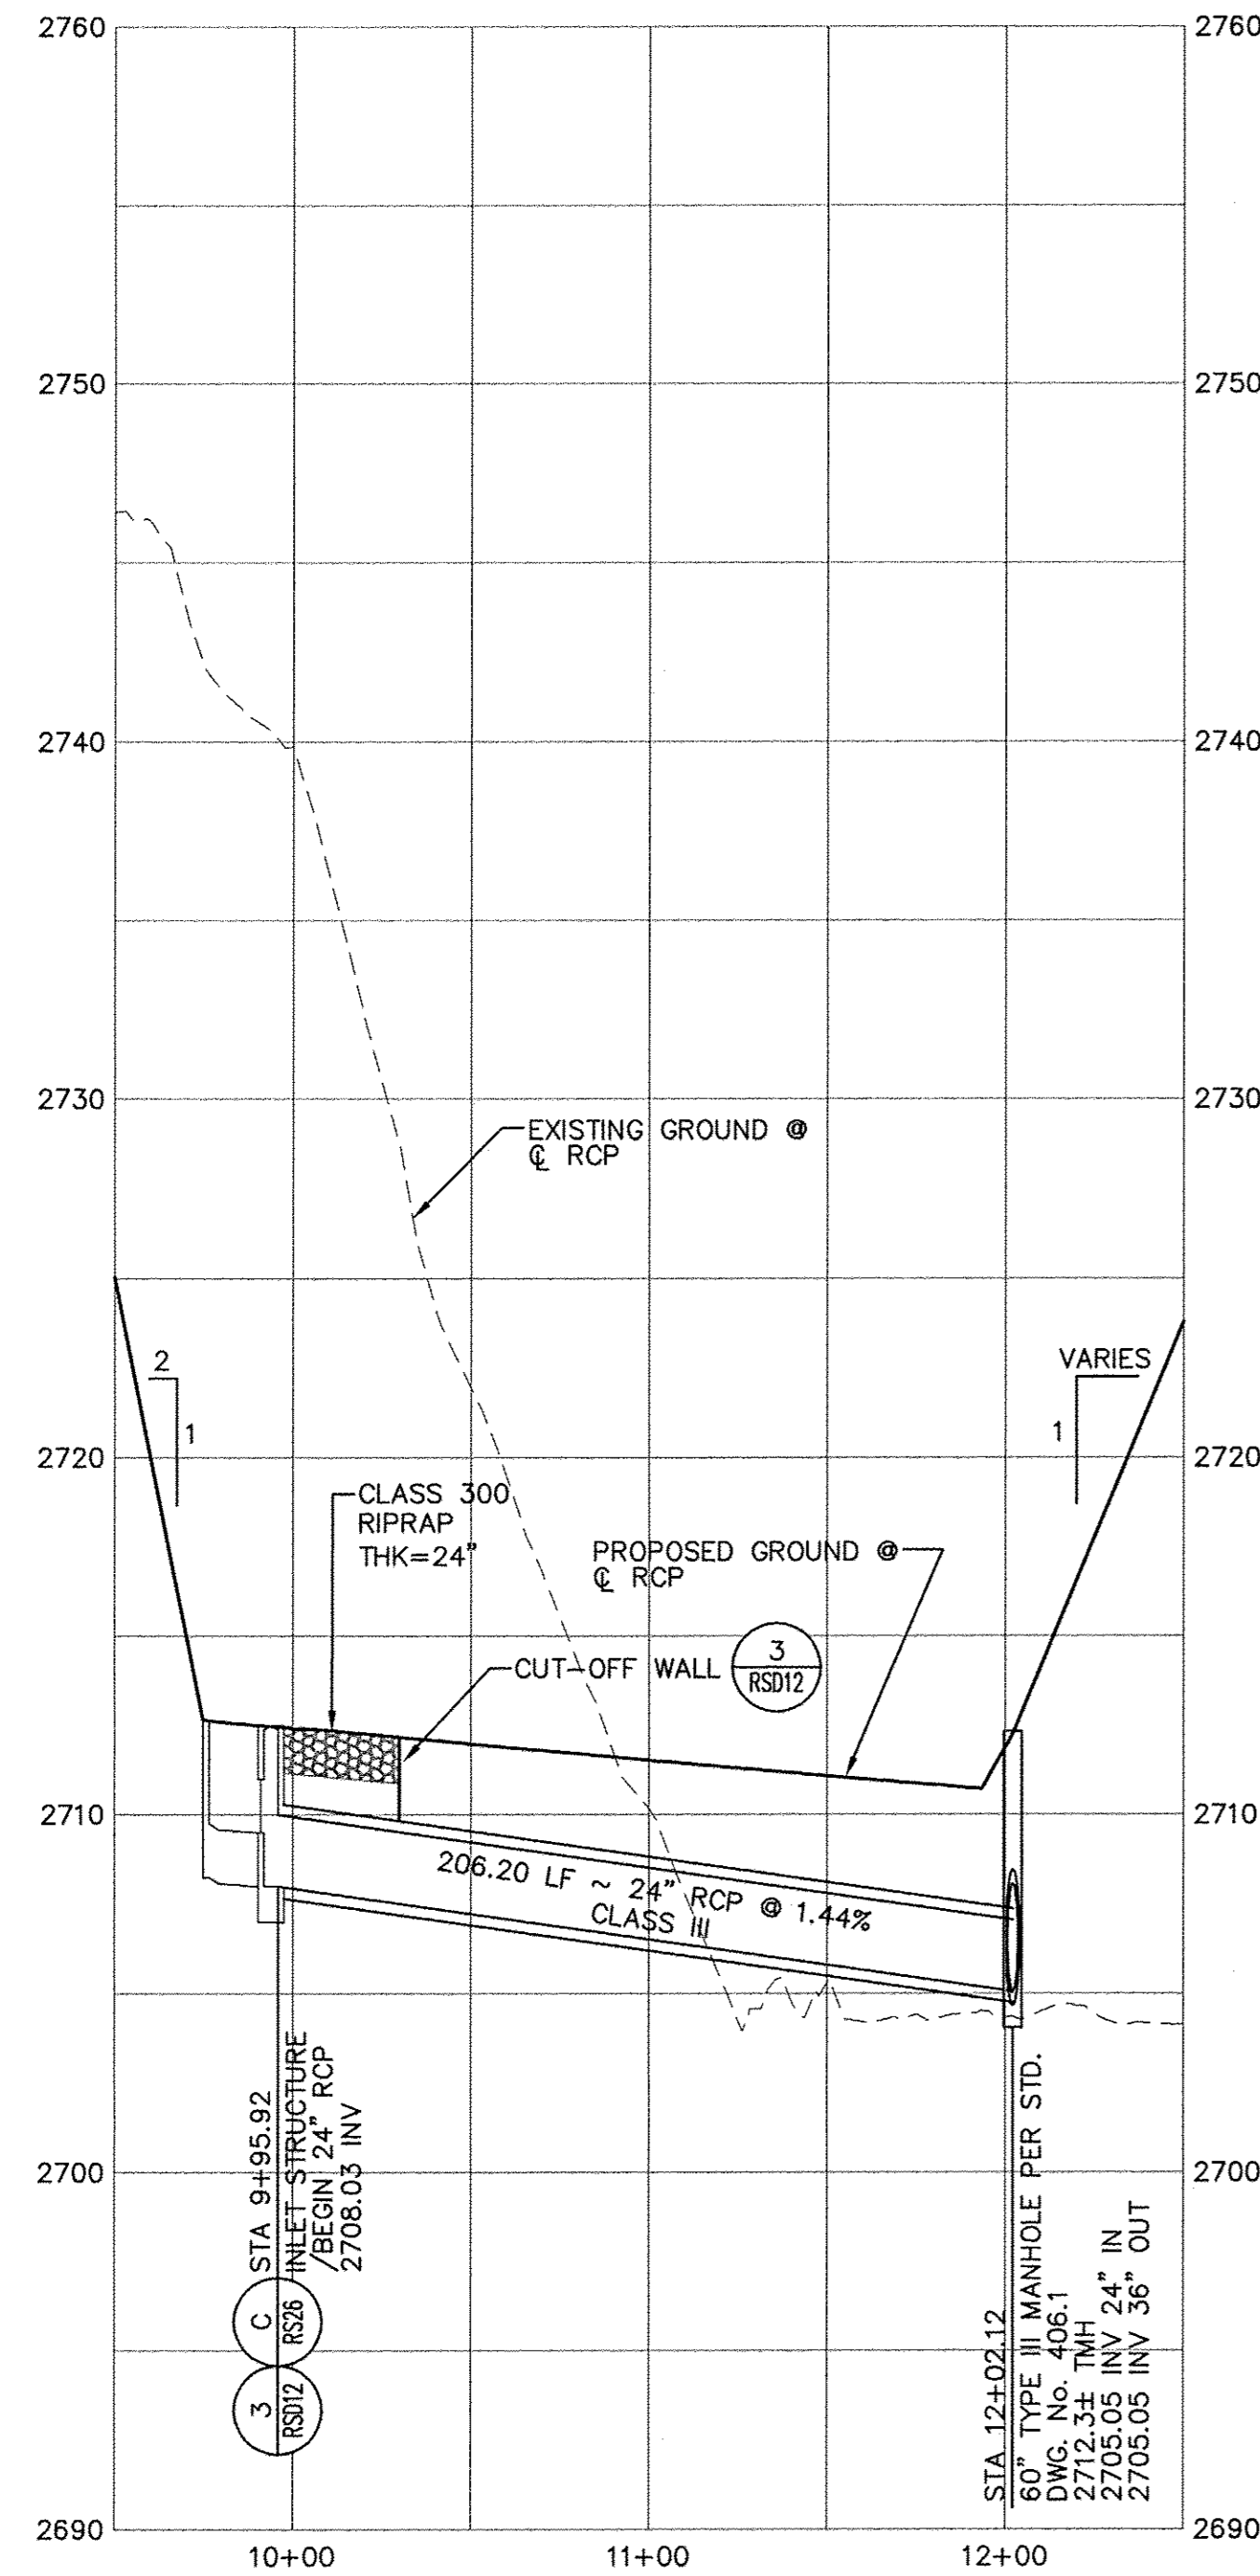 2760
2760
2750
2750
2740
2740
2730
2730
EXISTING GROUND @
℄ RCP
2
1
VARIES
1
2720
2720
CLASS 300
RIPRAP
THK=24"
PROPOSED GROUND @
℄ RCP
CUT-OFF WALL
3
RSD12
2710
2710
206.20 LF ~ 24" RCP @ 1.44%
CLASS III
STA 9+95.92
INLET STRUCTURE
/BEGIN 24" RCP
2708.03 INV
C
RS26
3
RSD12
2700
2700
STA 12+02.12
60" TYPE III MANHOLE PER STD.
DWG. No. 406.1
2712.3± TMH
2705.05 INV 24" IN
2705.05 INV 36" OUT
2690
2690
10+00
11+00
12+00